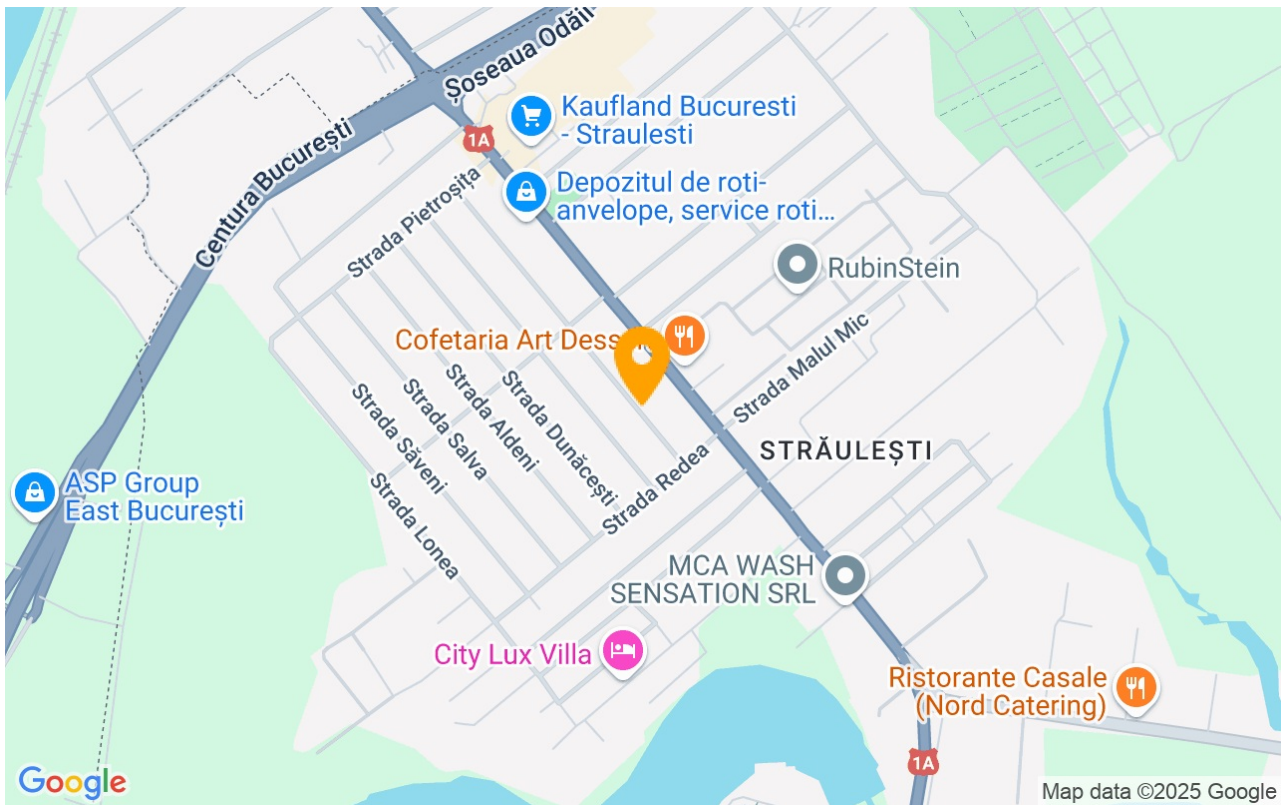 Șoseaua Odăil
Kaufland Bucuresti
- Straulesti
1A
Centura București
Depozitul de roti-
anvelope, service roti...
Strada Pietroșița
RubinStein
Cofetaria Art Dess
Strada Malul Mic
Strada Săveni
Strada Salva
Strada Aldeni
Strada Dunăcești
STRĂULEȘTI
Strada Redea
ASP Group
East București
Strada Lonea
MCA WASH
SENSATION SRL
City Lux Villa
Ristorante Casale
(Nord Catering)
1A
Google
Map data ©2025 Google